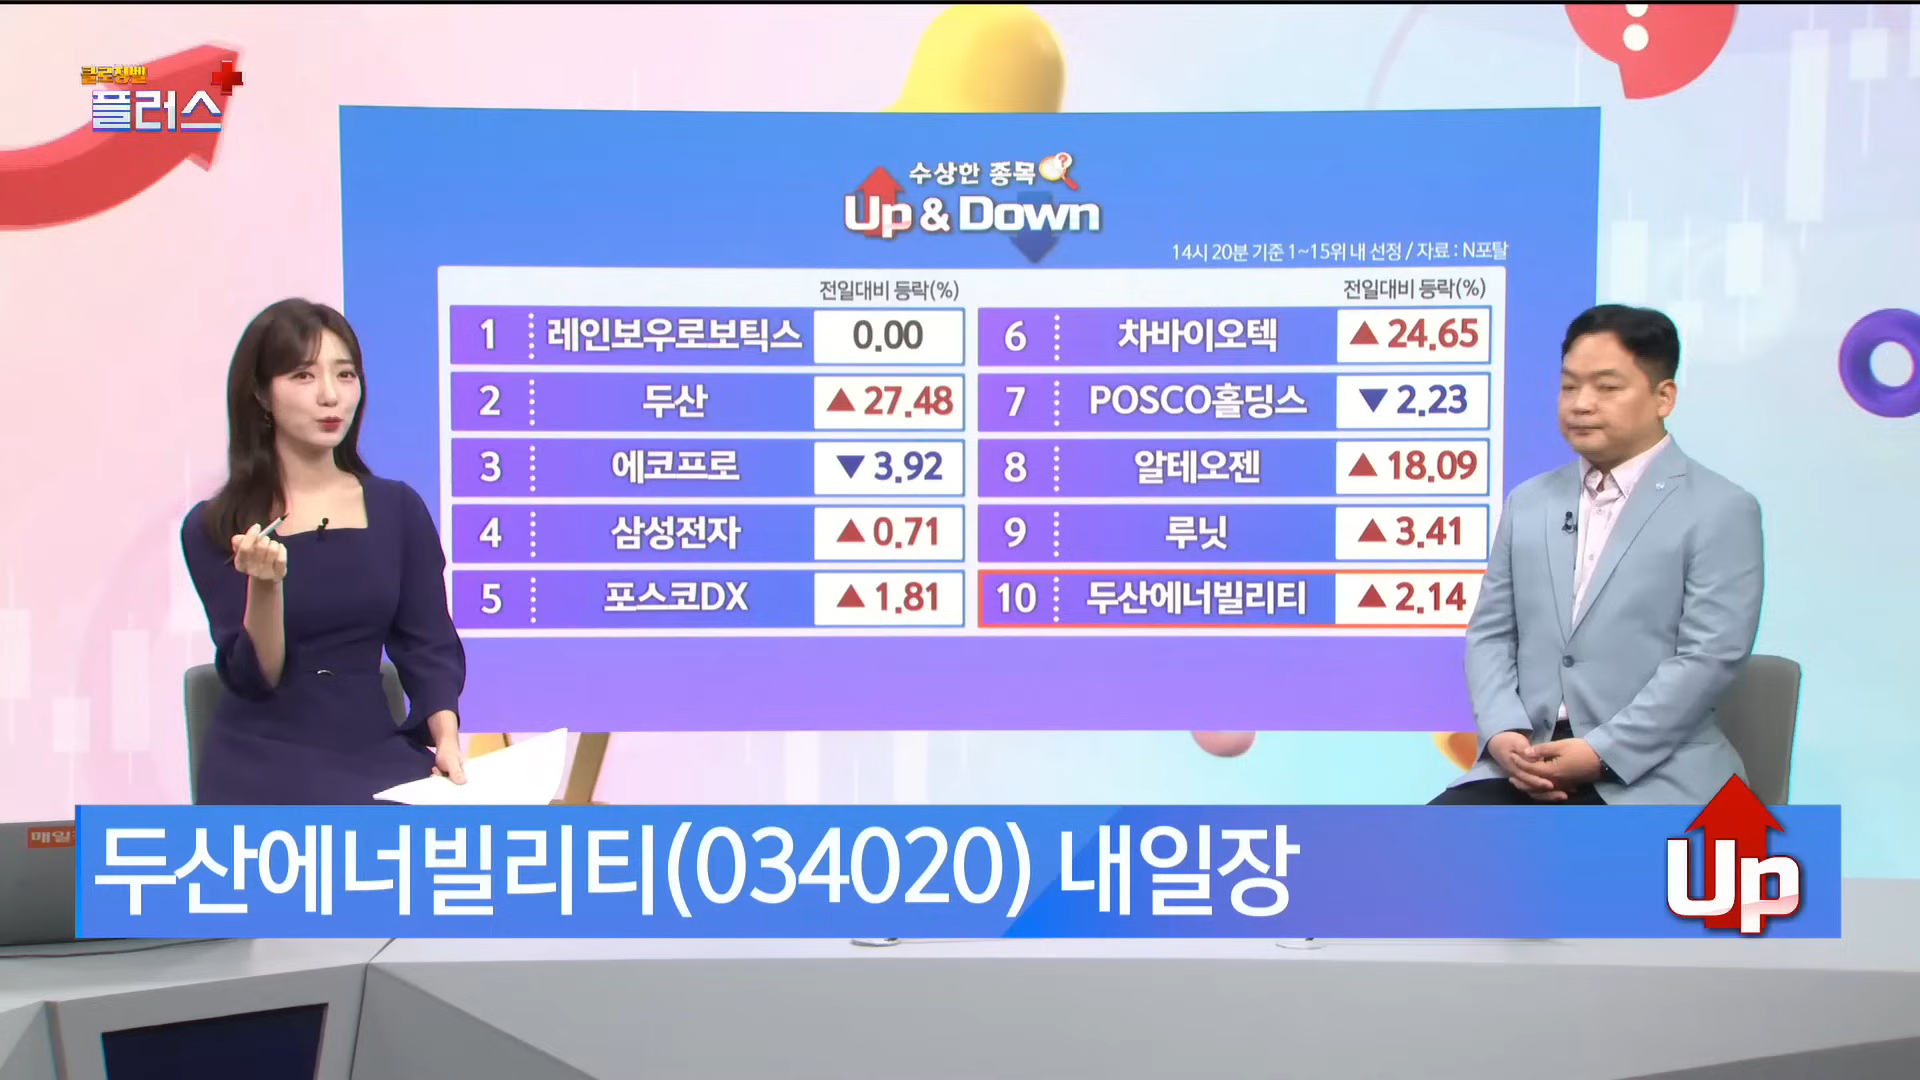 클로징벨
플러스
수상한 종목
Up & Down
14시 20분 기준 1~15위 내 선정 / 자료 : N포탈
전일대비 등락(%)
1 레인보우로보틱스 0.00
2 두산 ▲ 27.48
3 에코프로 ▼ 3.92
4 삼성전자 ▲ 0.71
5 포스코DX ▲ 1.81
전일대비 등락(%)
6 차바이오텍 ▲ 24.65
7 POSCO홀딩스 ▼ 2.23
8 알테오젠 ▲ 18.09
9 루닛 ▲ 3.41
10 두산에너빌리티 ▲ 2.14
매일
두산에너빌리티(034020) 내일장
Up